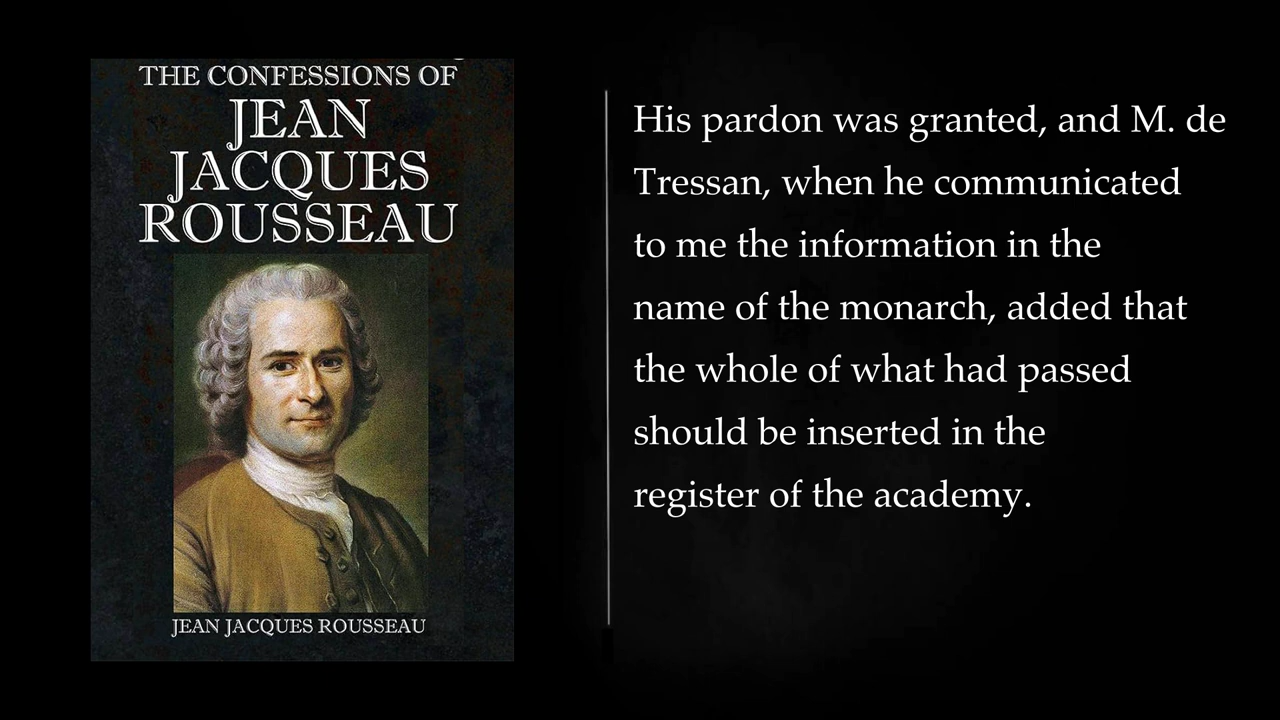 THE CONFESSIONS OF
JEAN
JACQUES
ROUSSEAU
JEAN JACQUES ROUSSEAU
His pardon was granted, and M. de
Tressan, when he communicated
to me the information in the
name of the monarch, added that
the whole of what had passed
should be inserted in the
register of the academy.